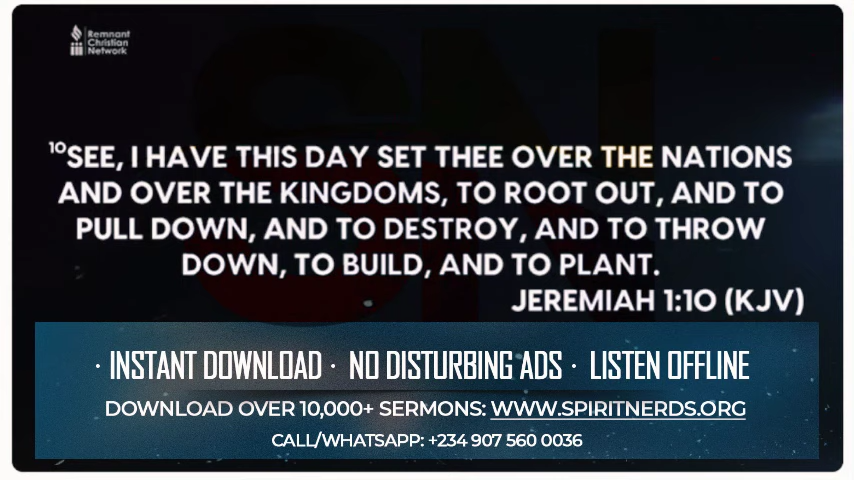 Remnant
Christian
Network
10SEE, I HAVE THIS DAY SET THEE OVER THE NATIONS
AND OVER THE KINGDOMS, TO ROOT OUT, AND TO
PULL DOWN, AND TO DESTROY, AND TO THROW
DOWN, TO BUILD, AND TO PLANT.
JEREMIAH 1:10 (KJV)
· INSTANT DOWNLOAD · NO DISTURBING ADS · LISTEN OFFLINE
DOWNLOAD OVER 10,000+ SERMONS: WWW.SPIRITNERDS.ORG
CALL/WHATSAPP: +234 907 560 0036